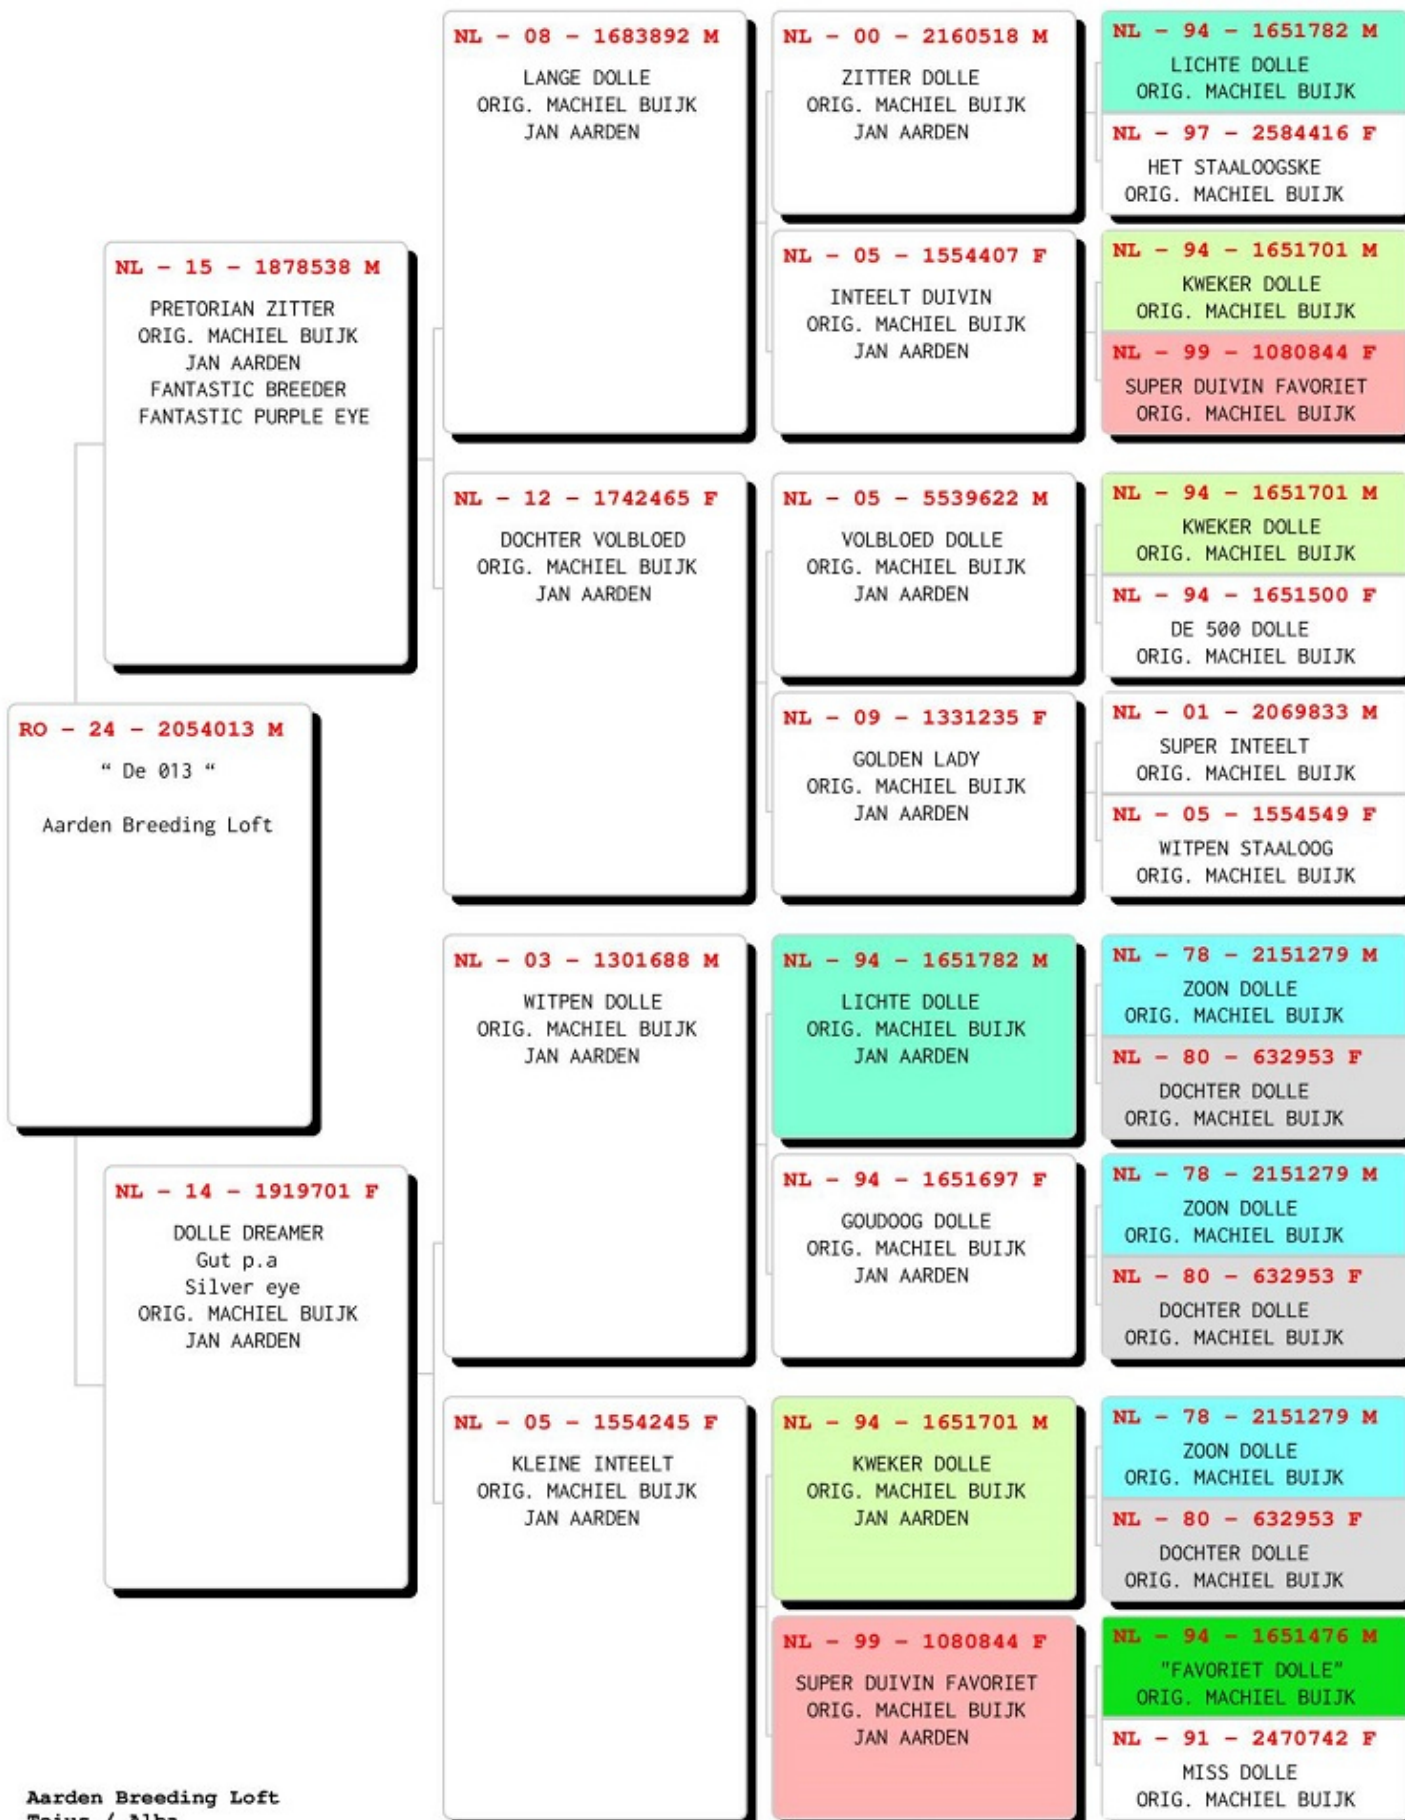 RO - 24 - 2054013 M
“ De 013 “
Aarden Breeding Loft
NL - 15 - 1878538 M
PRETORIAN ZITTER
ORIG. MACHIEL BUIJK
JAN AARDEN
FANTASTIC BREEDER
FANTASTIC PURPLE EYE
NL - 14 - 1919701 F
DOLLE DREAMER
Gut p.a
Silver eye
ORIG. MACHIEL BUIJK
JAN AARDEN
NL - 08 - 1683892 M
LANGE DOLLE
ORIG. MACHIEL BUIJK
JAN AARDEN
NL - 12 - 1742465 F
DOCHTER VOLBLOED
ORIG. MACHIEL BUIJK
JAN AARDEN
NL - 03 - 1301688 M
WITPEN DOLLE
ORIG. MACHIEL BUIJK
JAN AARDEN
NL - 05 - 1554245 F
KLEINE INTEELT
ORIG. MACHIEL BUIJK
JAN AARDEN
NL - 00 - 2160518 M
ZITTER DOLLE
ORIG. MACHIEL BUIJK
JAN AARDEN
NL - 05 - 1554407 F
INTEELT DUIVIN
ORIG. MACHIEL BUIJK
JAN AARDEN
NL - 05 - 5539622 M
VOLBLOED DOLLE
ORIG. MACHIEL BUIJK
JAN AARDEN
NL - 09 - 1331235 F
GOLDEN LADY
ORIG. MACHIEL BUIJK
JAN AARDEN
NL - 94 - 1651782 M
LICHTE DOLLE
ORIG. MACHIEL BUIJK
JAN AARDEN
NL - 94 - 1651697 F
GOUDOOG DOLLE
ORIG. MACHIEL BUIJK
JAN AARDEN
NL - 94 - 1651701 M
KWEKER DOLLE
ORIG. MACHIEL BUIJK
JAN AARDEN
NL - 99 - 1080844 F
SUPER DUIVIN FAVORIET
ORIG. MACHIEL BUIJK
JAN AARDEN
NL - 94 - 1651782 M
LICHTE DOLLE
ORIG. MACHIEL BUIJK
NL - 97 - 2584416 F
HET STAALOOGSKE
ORIG. MACHIEL BUIJK
NL - 94 - 1651701 M
KWEKER DOLLE
ORIG. MACHIEL BUIJK
NL - 99 - 1080844 F
SUPER DUIVIN FAVORIET
ORIG. MACHIEL BUIJK
NL - 94 - 1651701 M
KWEKER DOLLE
ORIG. MACHIEL BUIJK
NL - 94 - 1651500 F
DE 500 DOLLE
ORIG. MACHIEL BUIJK
NL - 01 - 2069833 M
SUPER INTEELT
ORIG. MACHIEL BUIJK
NL - 05 - 1554549 F
WITPEN STAALOOG
ORIG. MACHIEL BUIJK
NL - 78 - 2151279 M
ZOON DOLLE
ORIG. MACHIEL BUIJK
NL - 80 - 632953 F
DOCHTER DOLLE
ORIG. MACHIEL BUIJK
NL - 78 - 2151279 M
ZOON DOLLE
ORIG. MACHIEL BUIJK
NL - 80 - 632953 F
DOCHTER DOLLE
ORIG. MACHIEL BUIJK
NL - 78 - 2151279 M
ZOON DOLLE
ORIG. MACHIEL BUIJK
NL - 80 - 632953 F
DOCHTER DOLLE
ORIG. MACHIEL BUIJK
NL - 94 - 1651476 M
"FAVORIET DOLLE"
ORIG. MACHIEL BUIJK
NL - 91 - 2470742 F
MISS DOLLE
ORIG. MACHIEL BUIJK
Aarden Breeding Loft
Teius / Alba